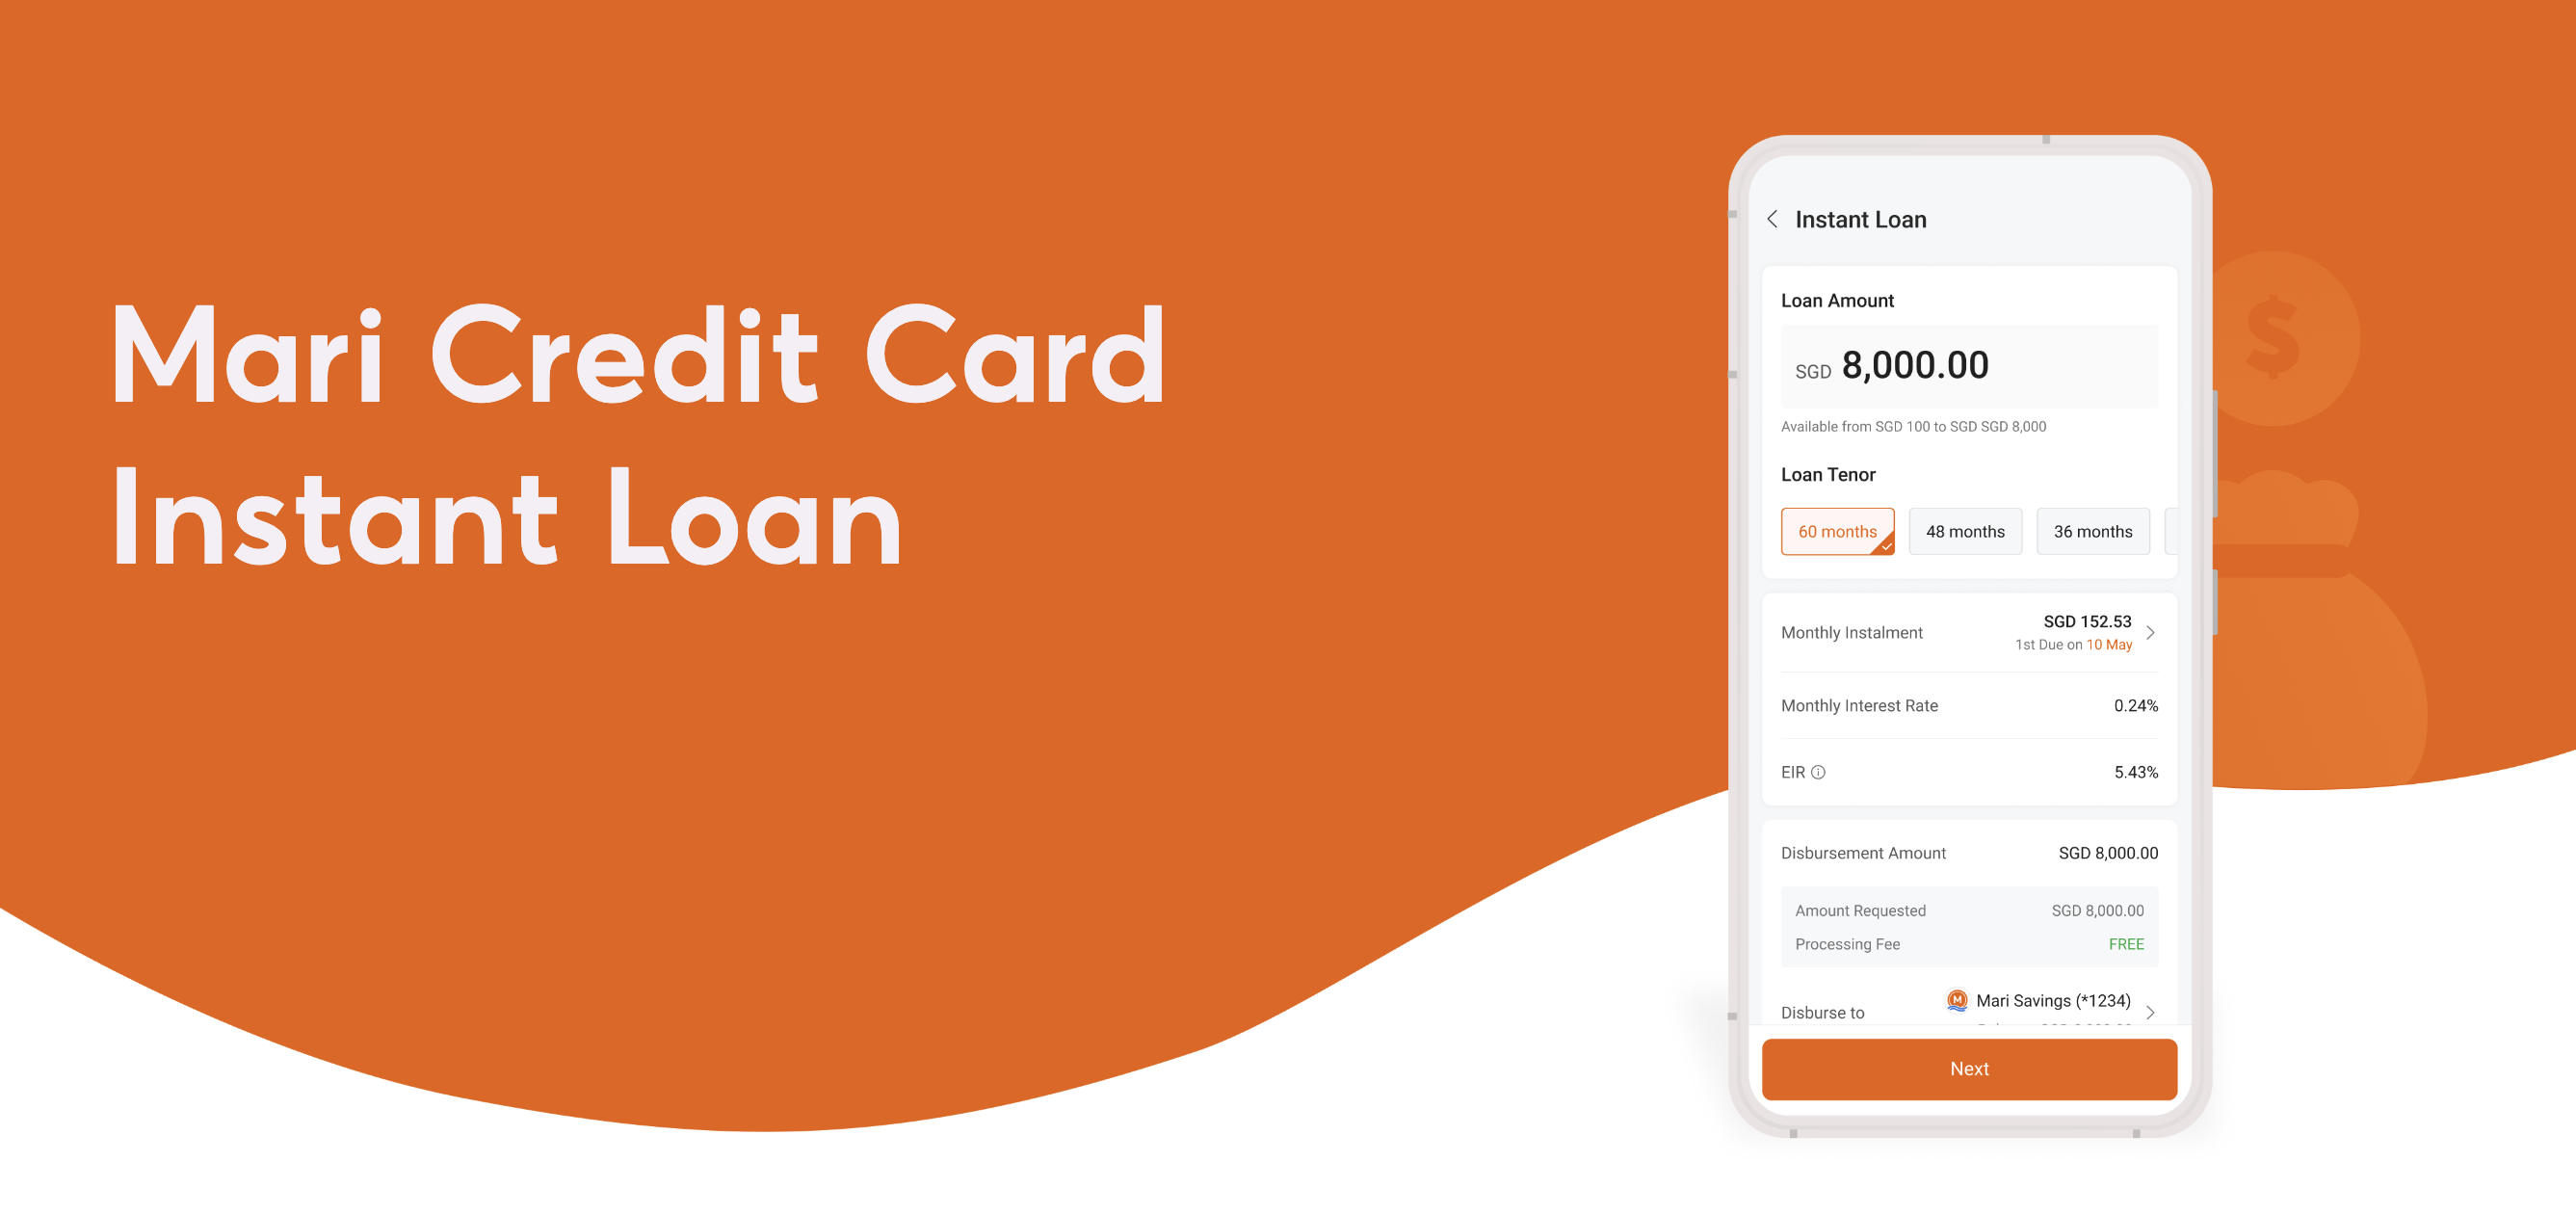 Mari Credit Card
Instant Loan
Instant Loan
Loan Amount
SGD 8,000.00
Available from SGD 100 to SGD SGD 8,000
Loan Tenor
60 months 48 months 36 months
Monthly Instalment SGD 152.53
1st Due on 10 May
Monthly Interest Rate 0.24%
EIR 5.43%
Disbursement Amount SGD 8,000.00
Amount Requested SGD 8,000.00
Processing Fee FREE
Disburse to Mari Savings (*1234)
Next
$